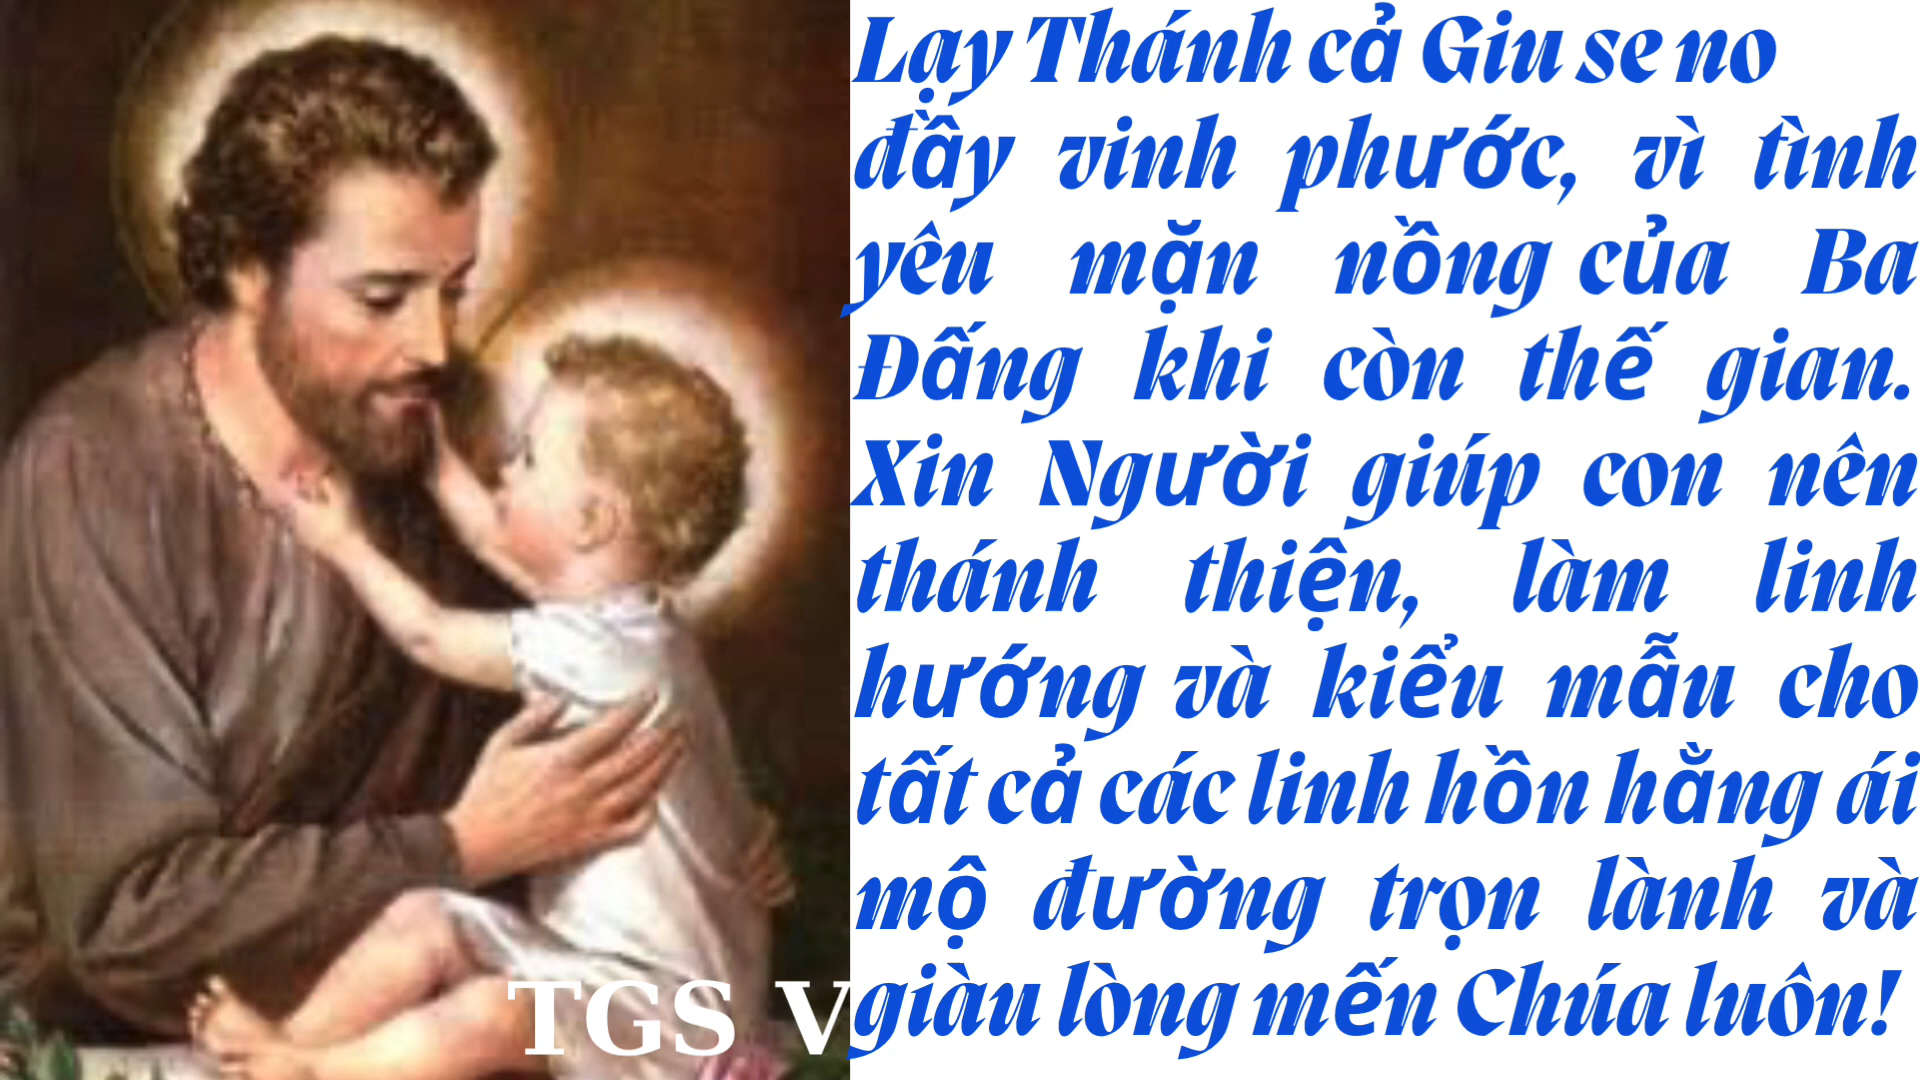 Lạy Thánh cả Giu se no
đầy vinh phước, vì tình
yêu mặn nồng của Ba
Đấng khi còn thế gian.
Xin Người giúp con nên
thánh thiện, làm linh
hướng và kiểu mẫu cho
tất cả các linh hồn hằng ái
mộ đường trọn lành và
giàu lòng mến Chúa luôn!
TGS V